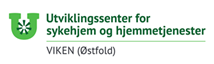 Utviklingssenter for
sykehjem og hjemmetjenester
VIKEN (Østfold)